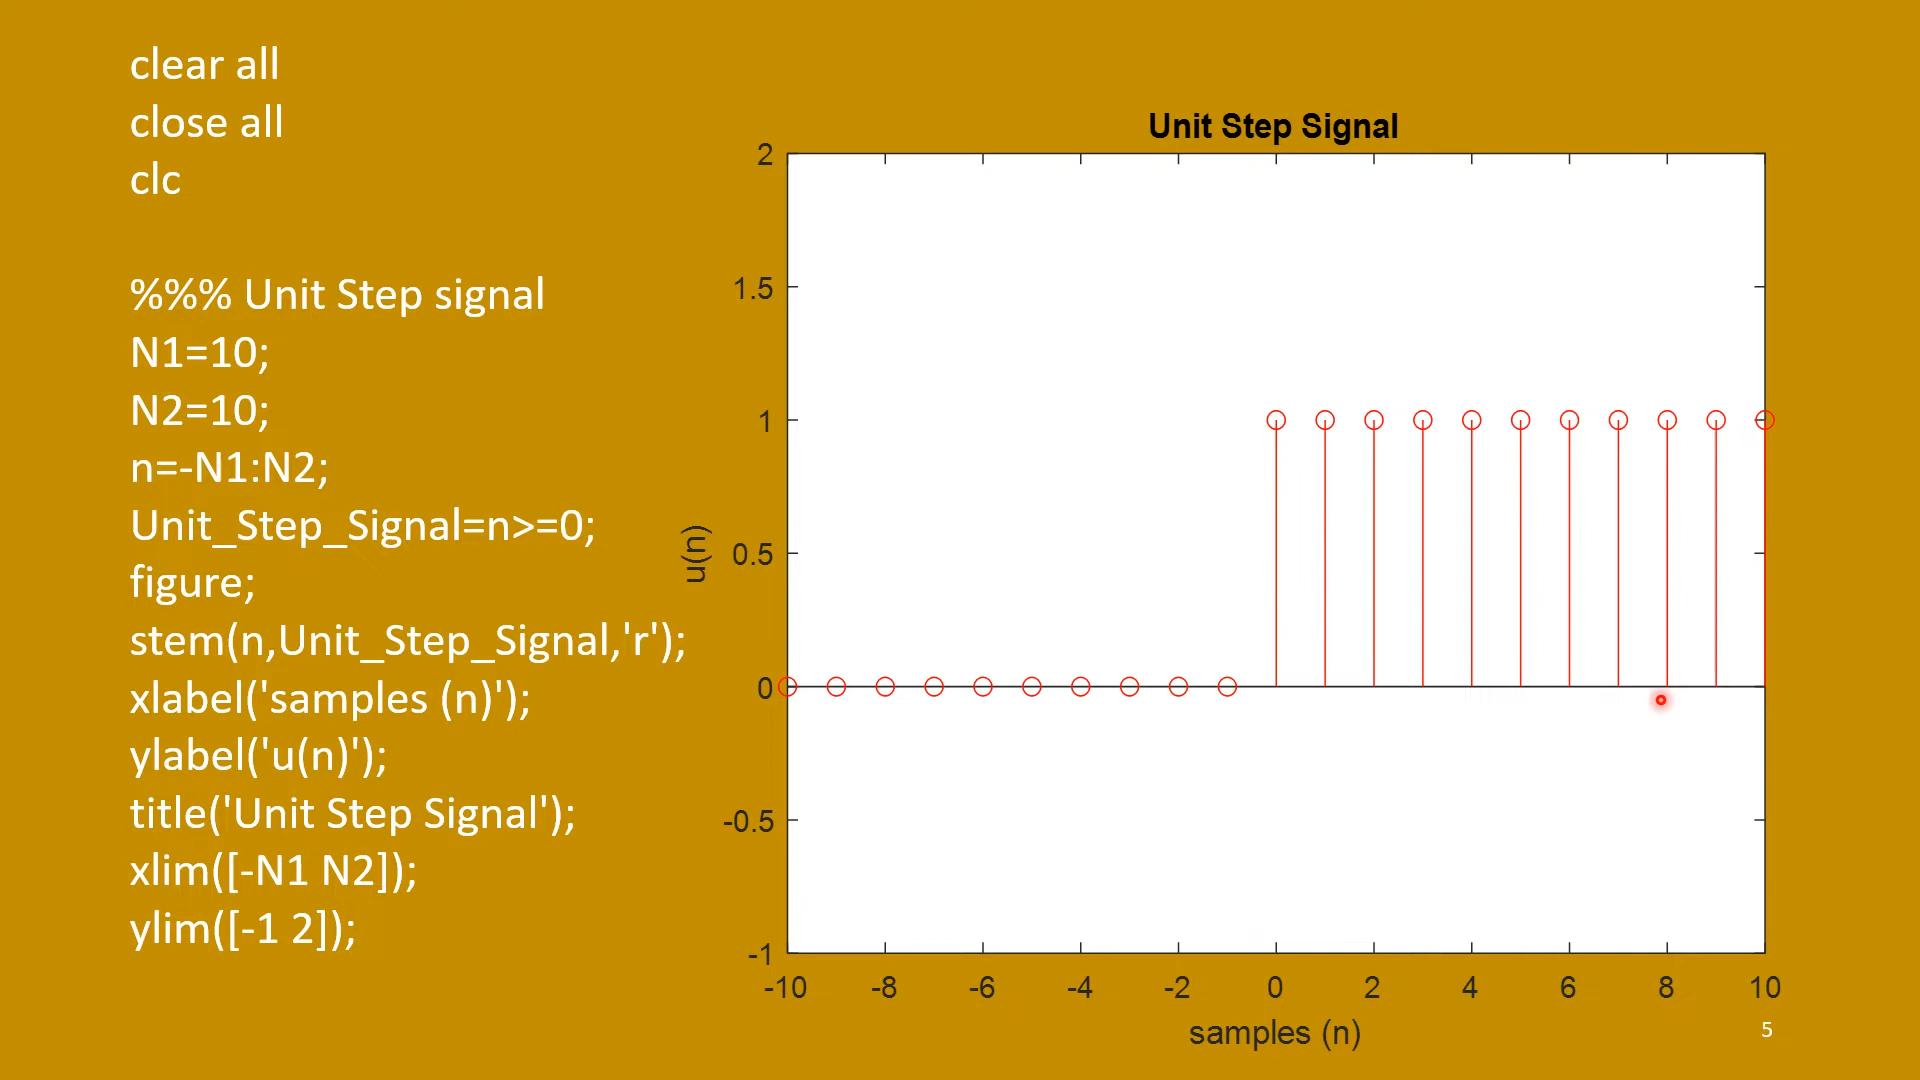 clear all
close all
clc
%%% Unit Step signal
N1=10;
N2=10;
n=-N1:N2;
Unit_Step_Signal=n>=0;
figure;
stem(n,Unit_Step_Signal,'r');
xlabel('samples (n)');
ylabel('u(n)');
title('Unit Step Signal');
xlim([-N1 N2]);
ylim([-1 2]);
Unit Step Signal
2
1.5
1
0.5
0
-0.5
-1
u(n)
-10 -8 -6 -4 -2 0 2 4 6 8 10
samples (n)
5